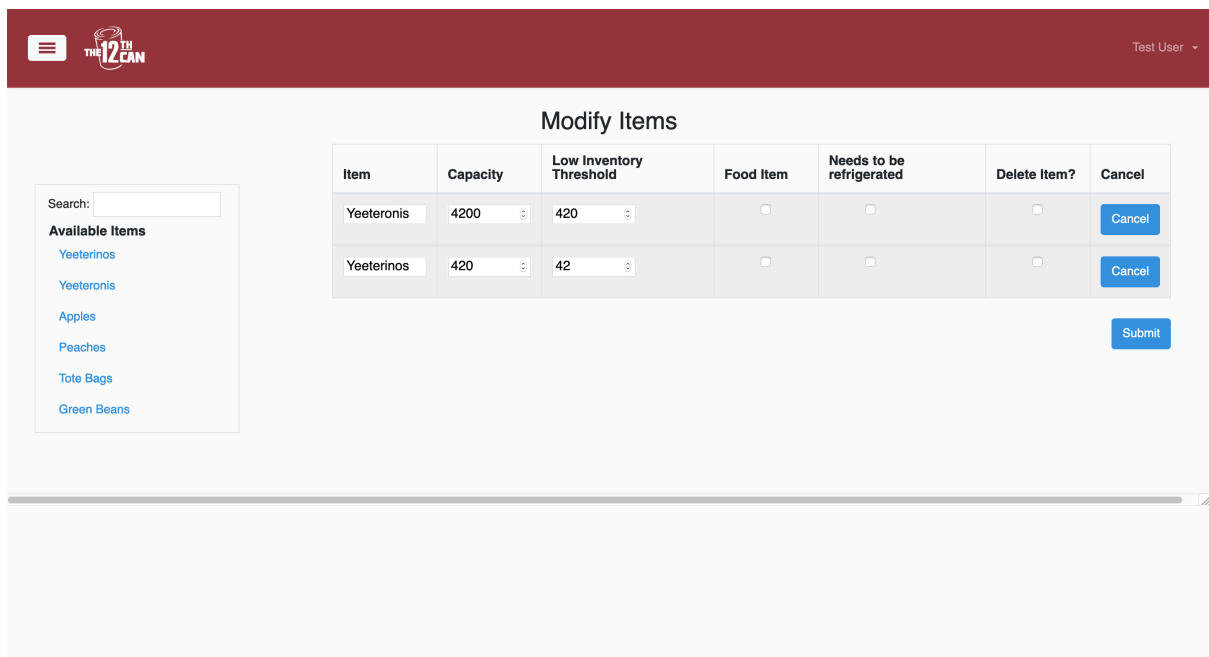 THE 12TH CAN
Test User
Modify Items
Item Capacity Low Inventory Threshold Food Item Needs to be refrigerated Delete Item? Cancel
Yeeteronis 4200 420 Cancel
Yeeterinos 420 42 Cancel
Submit
Search:
Available Items
Yeeterinos
Yeeteronis
Apples
Peaches
Tote Bags
Green Beans